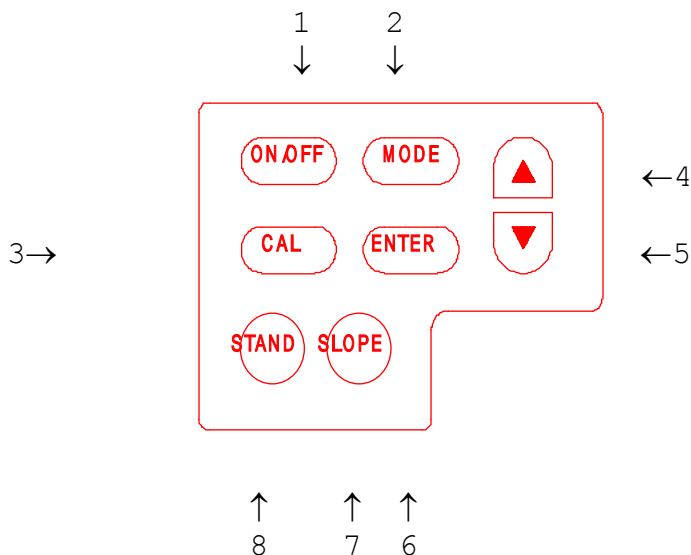 1 2
↓ ↓
ON/OFF MODE ▲ ←4
3→ CAL ENTER ▼ ←5
STAND SLOPE
↑ ↑ ↑
8 7 6